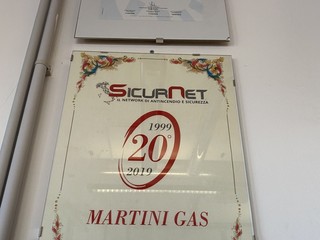 SICURNET
IL NETWORK DI ANTINCENDIO E SICUREZZA
1999
20°
2019
MARTINI GAS